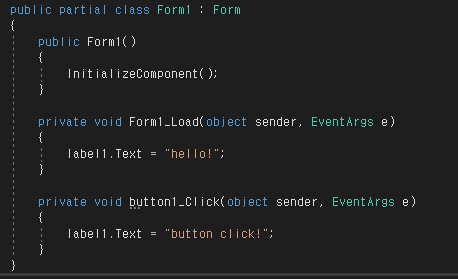 public partial class Form1 : Form
{
public Form1()
{
InitializeComponent();
}
private void Form1_Load(object sender, EventArgs e)
{
label1.Text = "hello!";
}
private void button1_Click(object sender, EventArgs e)
{
label1.Text = "button click!";
}
}